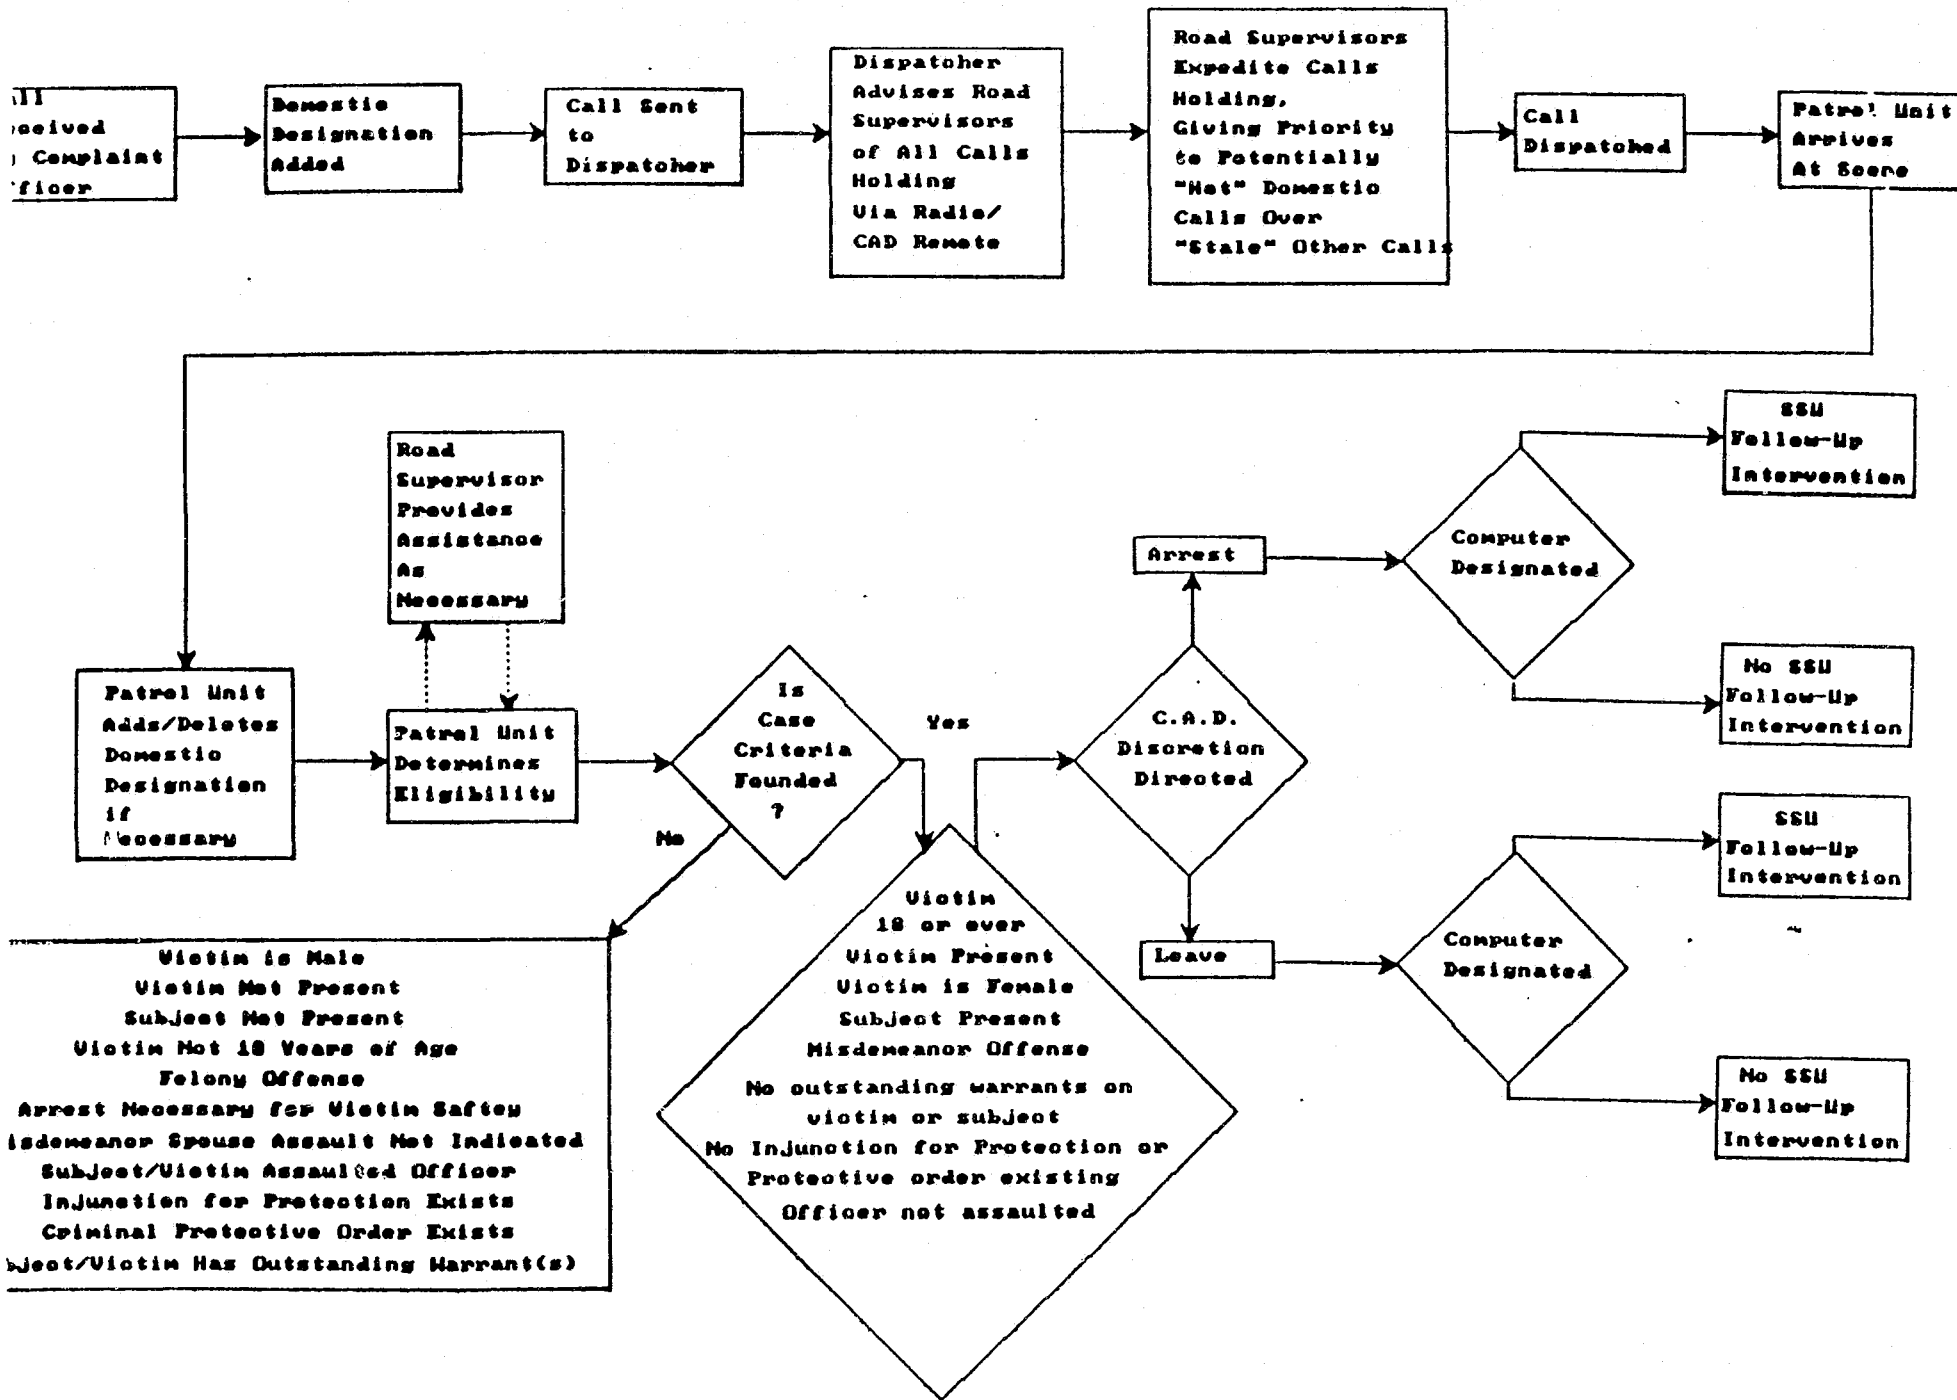 Complaint
Domestic
Designation
Added
Call Sent
to
Dispatcher
Dispatcher
Advises Road
Supervisors
of All Calls
Holding
Via Radio/
CAD Remote
Road Supervisors
Expedite Calls
Holding,
Giving Priority
to Potentially
"Hot" Domestic
Calls Over
"Stale" Other Calls
Call
Dispatched
Patrol Unit
Arrives
At Scene
Road
Supervisor
Provides
Assistance
As
Necessary
Patrol Unit
Adds/Deletes
Domestic
Designation
if
Necessary
Patrol Unit
Determines
Eligibility
Is
Case
Criteria
Founded
?
Yes
No
Victim is Male
Victim Not Present
Subject Not Present
Victim Not 18 Years of Age
Felony Offense
Arrest Necessary for Victim Saftey
isdemeanor Spouse Assault Not Indicated
Subject/Victim Assaulted Officer
Injunction for Protection Exists
Criminal Protective Order Exists
bject/Victim Has Outstanding Warrant(s)
Victim
18 or over
Victim Present
Victim is Female
Subject Present
Misdemeanor Offense
No outstanding warrants on
victim or subject
No Injunction for Protection or
Protective order existing
Officer not assaulted
C.A.D.
Discretion
Directed
Arrest
Leave
Computer
Designated
SSU
Follow-Up
Intervention
No SSU
Follow-Up
Intervention
Computer
Designated
SSU
Follow-Up
Intervention
No SSU
Follow-Up
Intervention